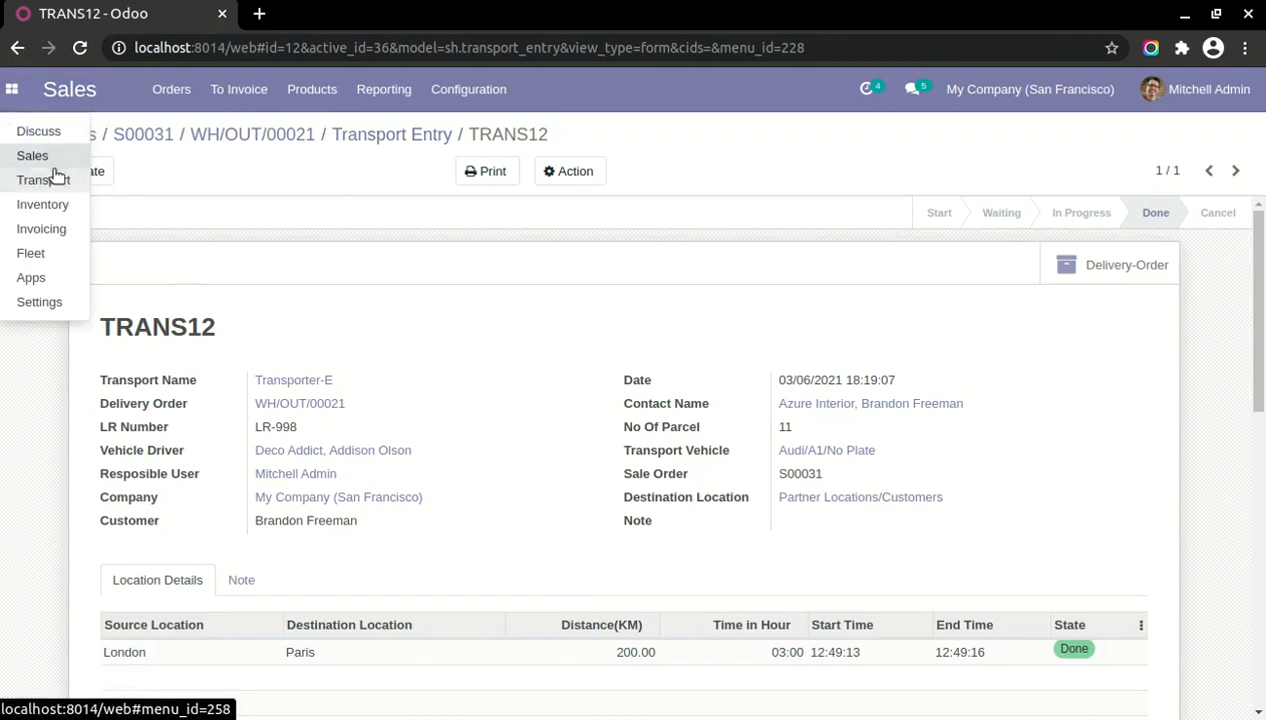 TRANS12 - Odoo
localhost:8014/web#id=12&active_id=36&model=sh.transport_entry&view_type=form&cids=&menu_id=228
Sales Orders To Invoice Products Reporting Configuration 4 5 My Company (San Francisco) Mitchell Admin
Discuss
Sales
Transport
Inventory
Invoicing
Fleet
Apps
Settings
s / S00031 / WH/OUT/00021 / Transport Entry / TRANS12
ate Print Action 1 / 1
Start Waiting In Progress Done Cancel
Delivery-Order
TRANS12
Transport Name Transporter-E Date 03/06/2021 18:19:07
Delivery Order WH/OUT/00021 Contact Name Azure Interior, Brandon Freeman
LR Number LR-998 No Of Parcel 11
Vehicle Driver Deco Addict, Addison Olson Transport Vehicle Audi/A1/No Plate
Resposible User Mitchell Admin Sale Order S00031
Company My Company (San Francisco) Destination Location Partner Locations/Customers
Customer Brandon Freeman Note
Location Details Note
Source Location Destination Location Distance(KM) Time in Hour Start Time End Time State
London Paris 200.00 03:00 12:49:13 12:49:16 Done
localhost:8014/web#menu_id=258